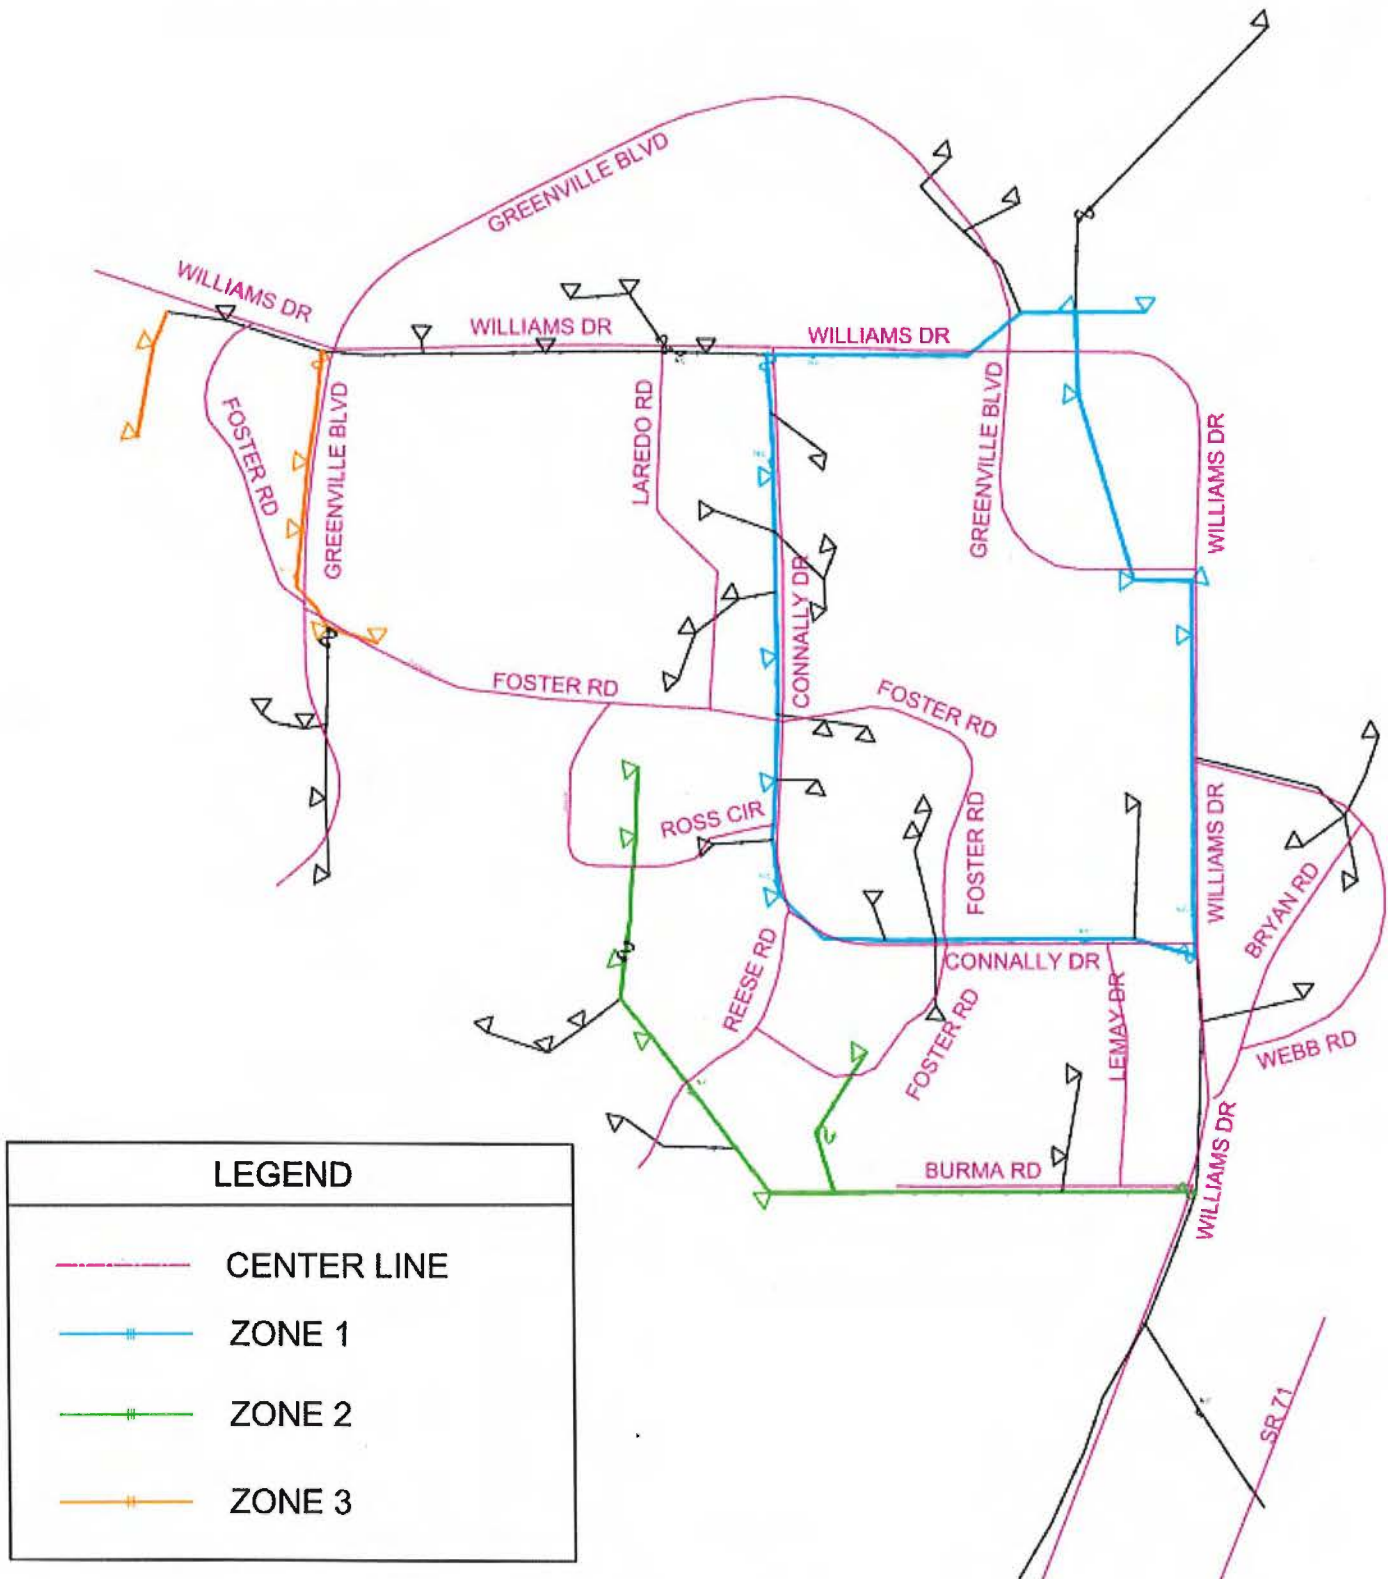 GREENVILLE BLVD
WILLIAMS DR
WILLIAMS DR
WILLIAMS DR
FOSTER RD
GREENVILLE BLVD
LAREDO RD
GREENVILLE BLVD
WILLIAMS DR
CONNALLY DR
FOSTER RD
FOSTER RD
ROSS CIR
FOSTER RD
WILLIAMS DR
BRYAN RD
REESE RD
CONNALLY DR
LEMAY DR
FOSTER RD
WEBB RD
BURMA RD
WILLIAMS DR
SR 71
LEGEND
CENTER LINE
ZONE 1
ZONE 2
ZONE 3